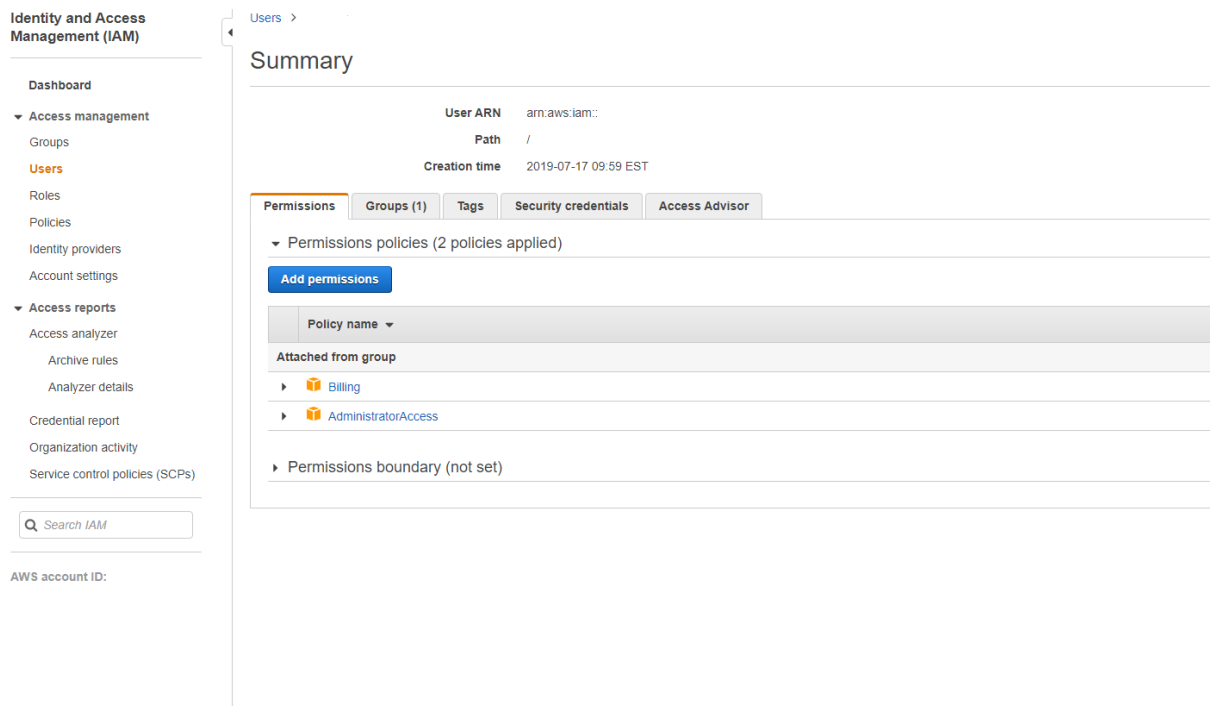 Identity and Access
Management (IAM)
Dashboard
Access management
Groups
Users
Roles
Policies
Identity providers
Account settings
Access reports
Access analyzer
Archive rules
Analyzer details
Credential report
Organization activity
Service control policies (SCPs)
Search IAM
AWS account ID:
Users >
Summary
User ARN arn:aws:iam::
Path /
Creation time 2019-07-17 09:59 EST
Permissions Groups (1) Tags Security credentials Access Advisor
Permissions policies (2 policies applied)
Add permissions
Policy name
Attached from group
Billing
AdministratorAccess
Permissions boundary (not set)